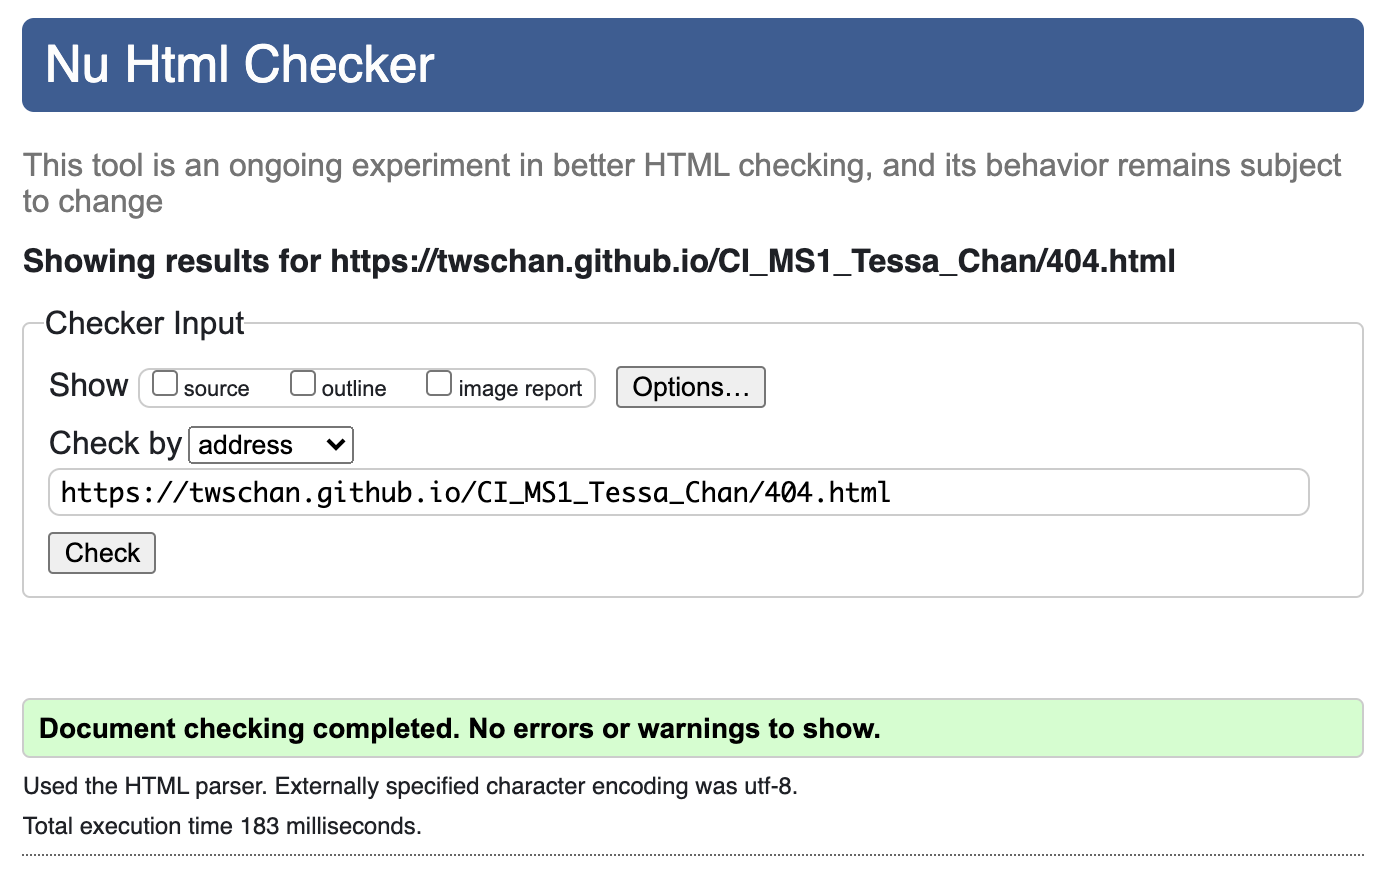 Nu Html Checker
This tool is an ongoing experiment in better HTML checking, and its behavior remains subject
to change
Showing results for https://twschan.github.io/CI_MS1_Tessa_Chan/404.html
Checker Input
Show source outline image report Options...
Check by address
https://twschan.github.io/CI_MS1_Tessa_Chan/404.html
Check
Document checking completed. No errors or warnings to show.
Used the HTML parser. Externally specified character encoding was utf-8.
Total execution time 183 milliseconds.